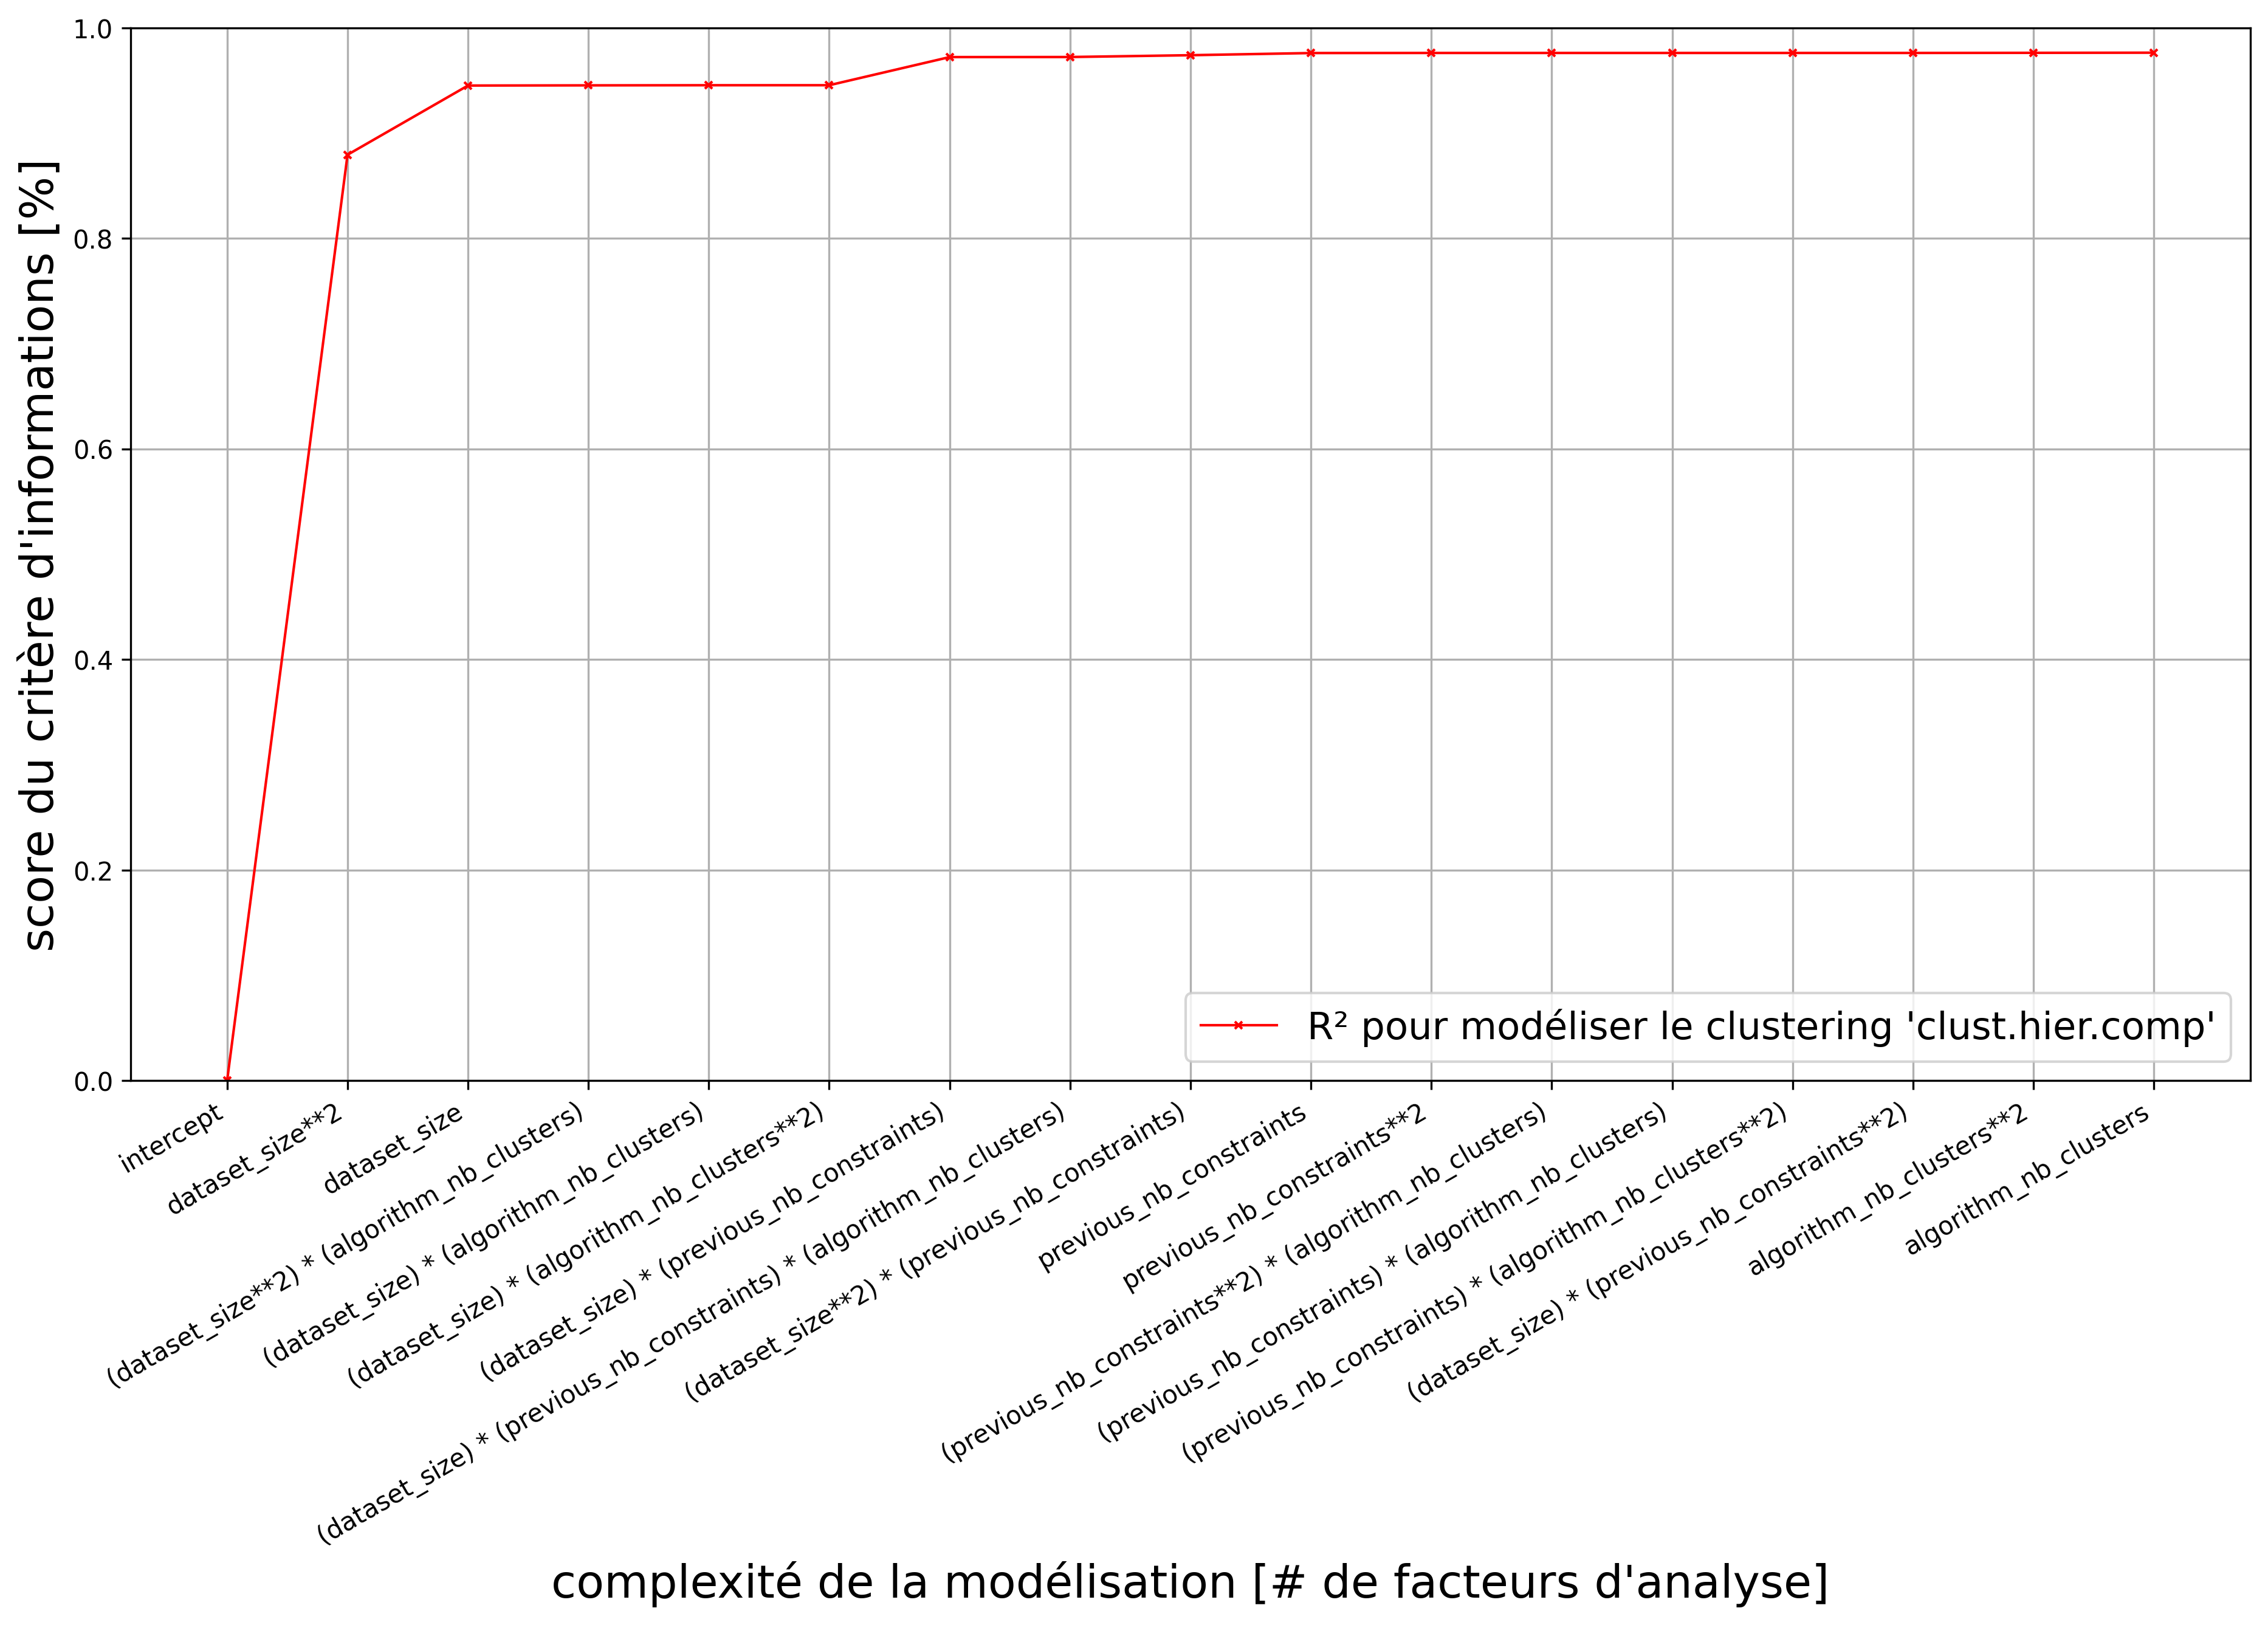 score du critère d'informations [%]
1.0
0.8
0.6
0.4
0.2
0.0
R² pour modéliser le clustering 'clust.hier.comp'
intercept
dataset_size**2
dataset_size
(dataset_size**2) * (algorithm_nb_clusters)
(dataset_size) * (algorithm_nb_clusters)
(dataset_size) * (algorithm_nb_clusters**2)
(dataset_size) * (previous_nb_constraints)
(dataset_size) * (previous_nb_constraints) * (algorithm_nb_clusters)
(dataset_size**2) * (previous_nb_constraints)
previous_nb_constraints
previous_nb_constraints**2
(previous_nb_constraints**2) * (algorithm_nb_clusters)
(previous_nb_constraints) * (algorithm_nb_clusters)
(previous_nb_constraints) * (algorithm_nb_clusters**2)
(dataset_size) * (previous_nb_constraints**2)
algorithm_nb_clusters**2
algorithm_nb_clusters
complexité de la modélisation [# de facteurs d'analyse]